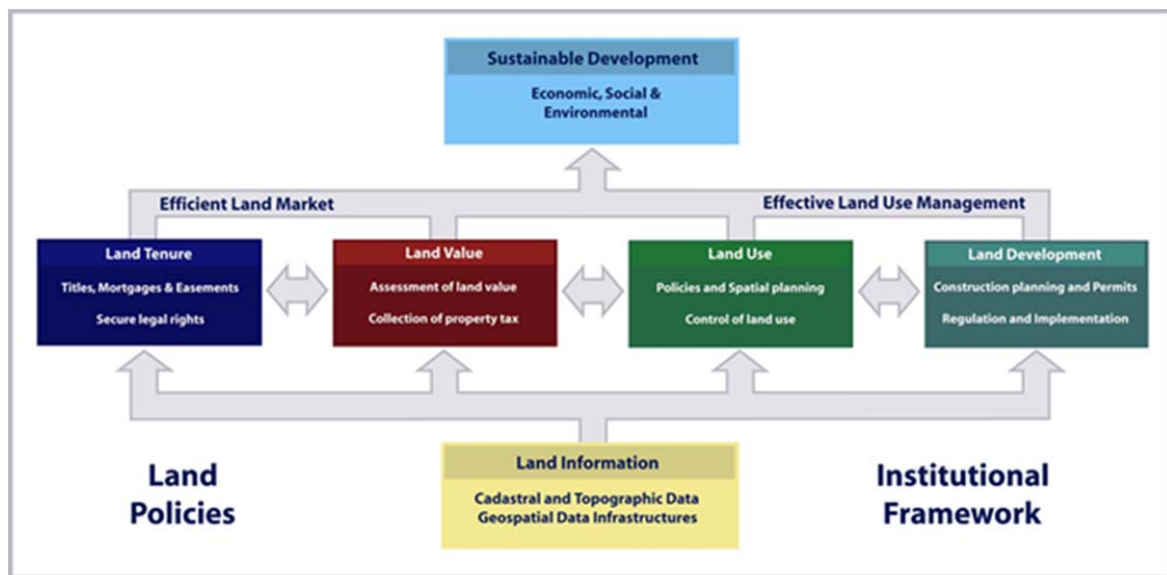 Sustainable Development
Economic, Social &
Environmental
Efficient Land Market
Effective Land Use Management
Land Tenure
Titles, Mortgages & Easements
Secure legal rights
Land Value
Assessment of land value
Collection of property tax
Land Use
Policies and Spatial planning
Control of land use
Land Development
Construction planning and Permits
Regulation and Implementation
Land
Policies
Land Information
Cadastral and Topographic Data
Geospatial Data Infrastructures
Institutional
Framework